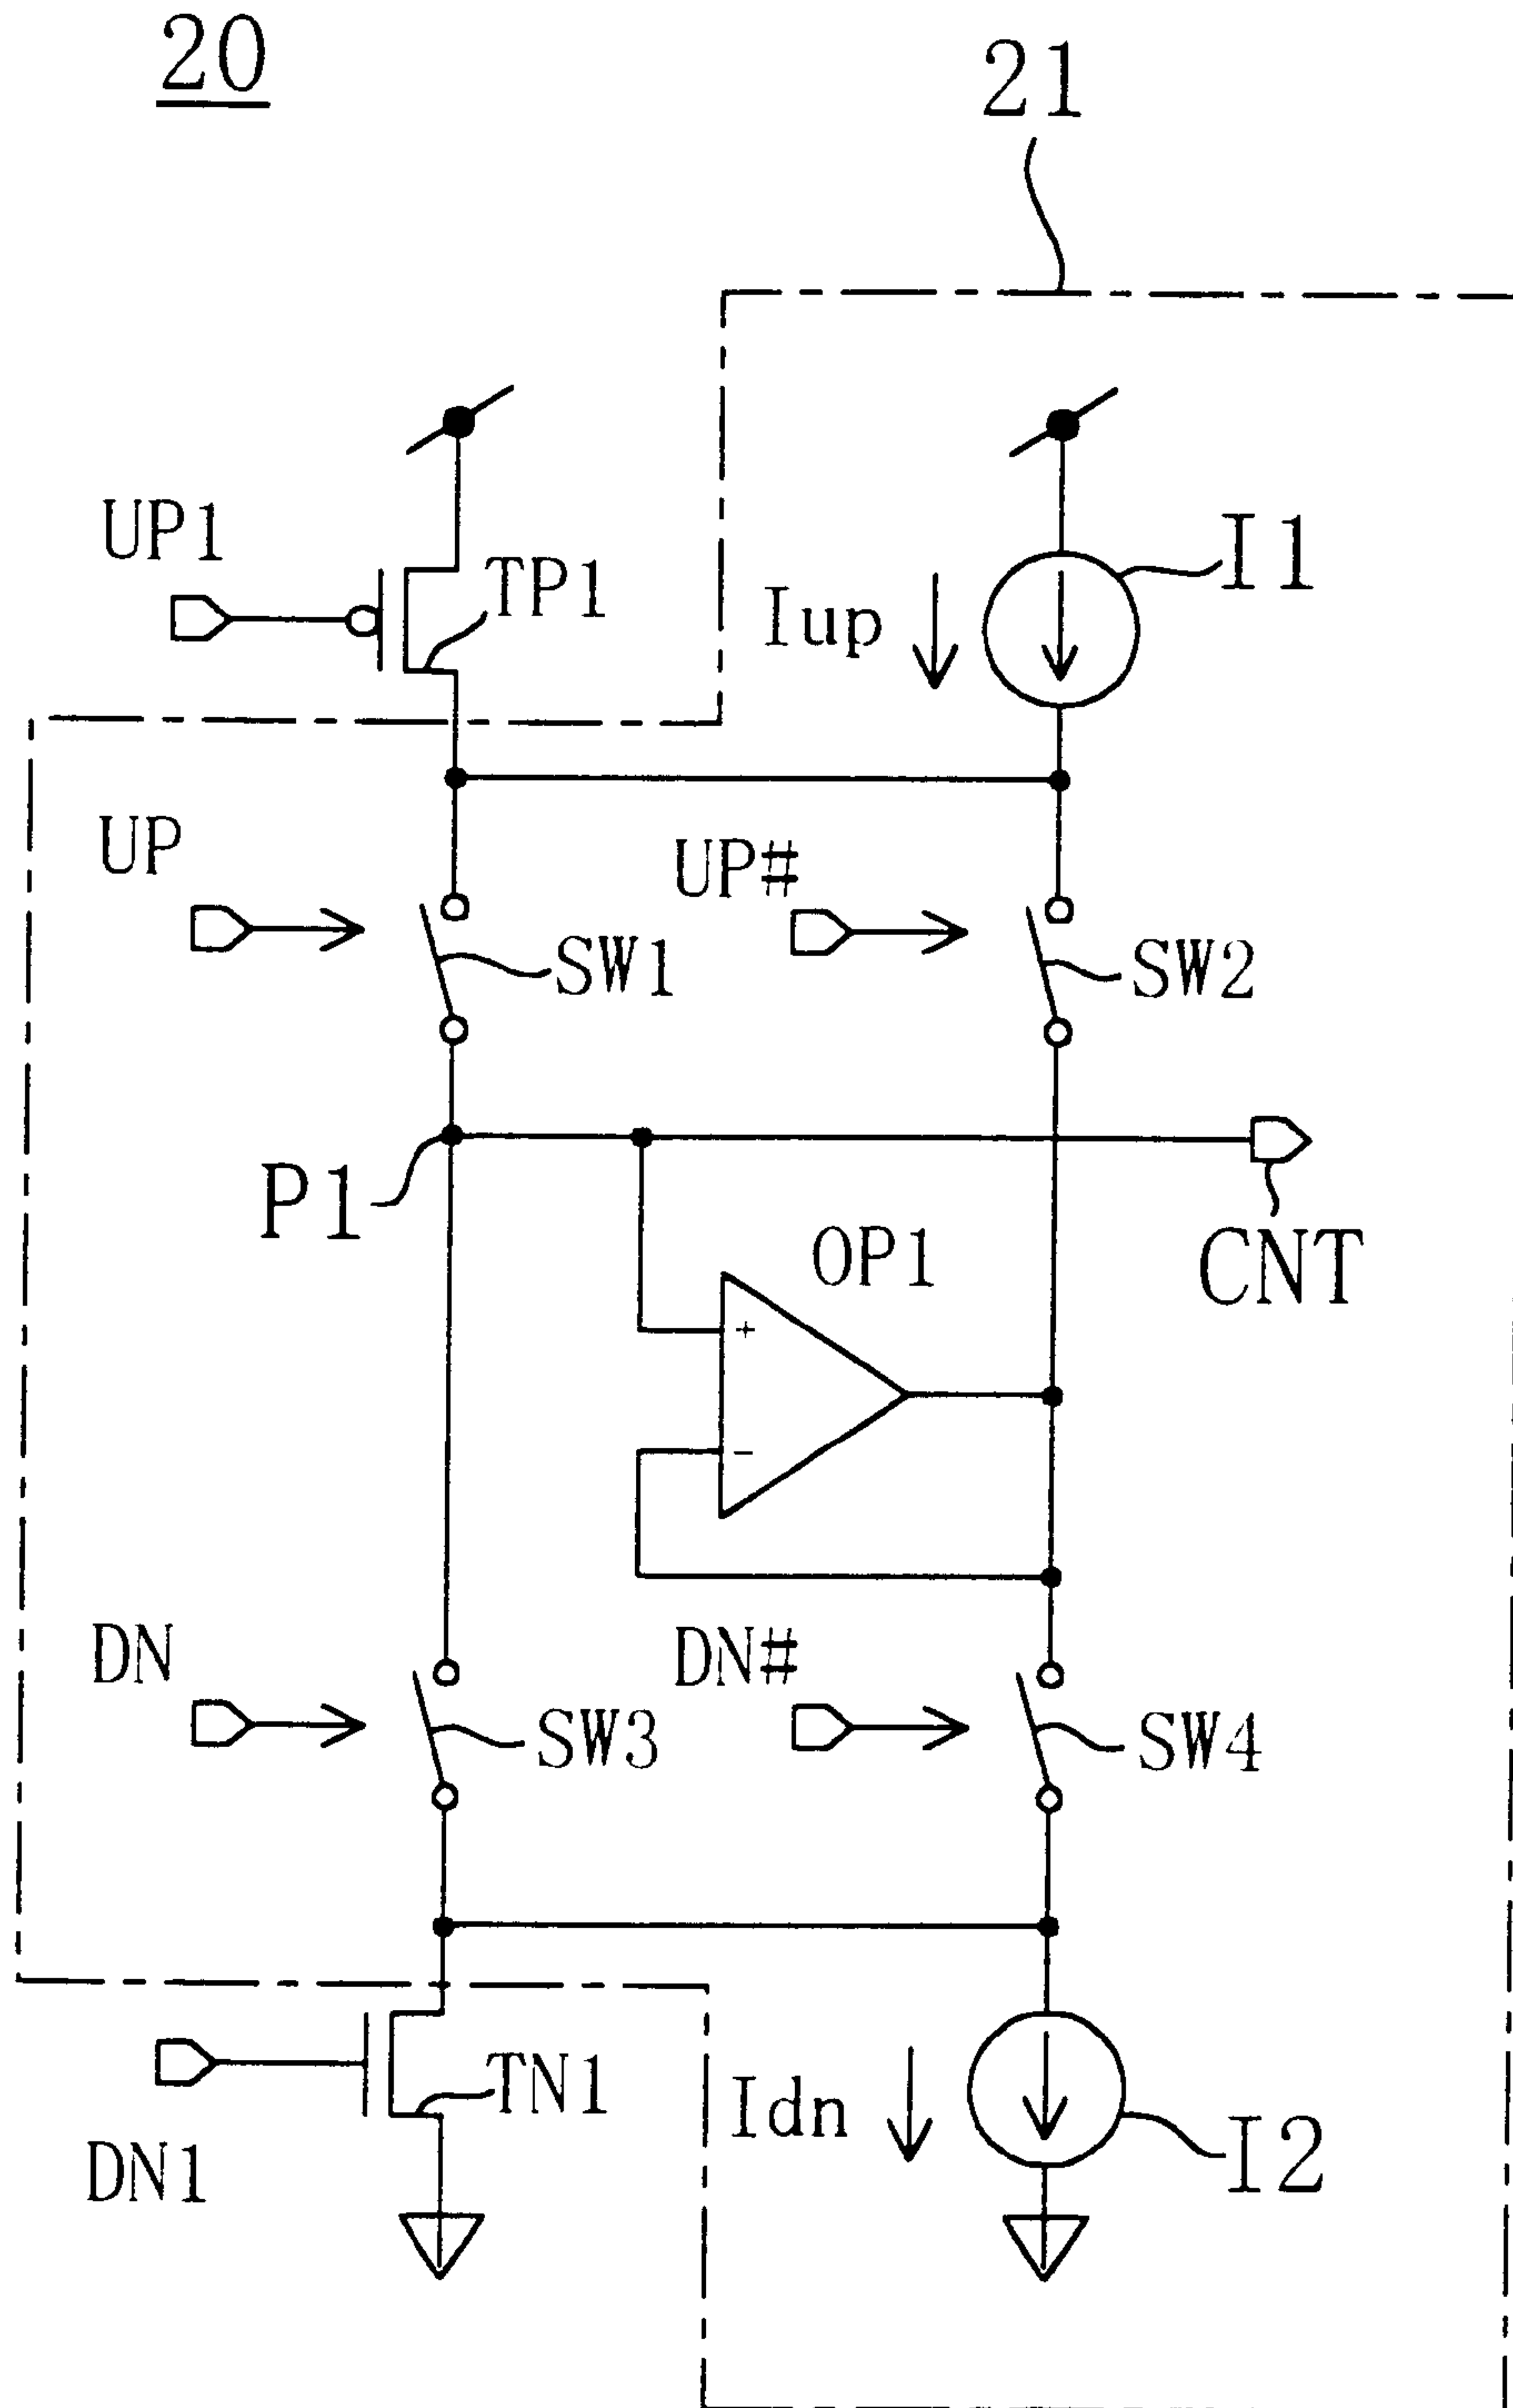 20
21
UP1
TP1
Iup
I1
UP
UP#
SW1
SW2
P1
OP1
CNT
+
−
DN
DN#
SW3
SW4
TN1
Idn
I2
DN1